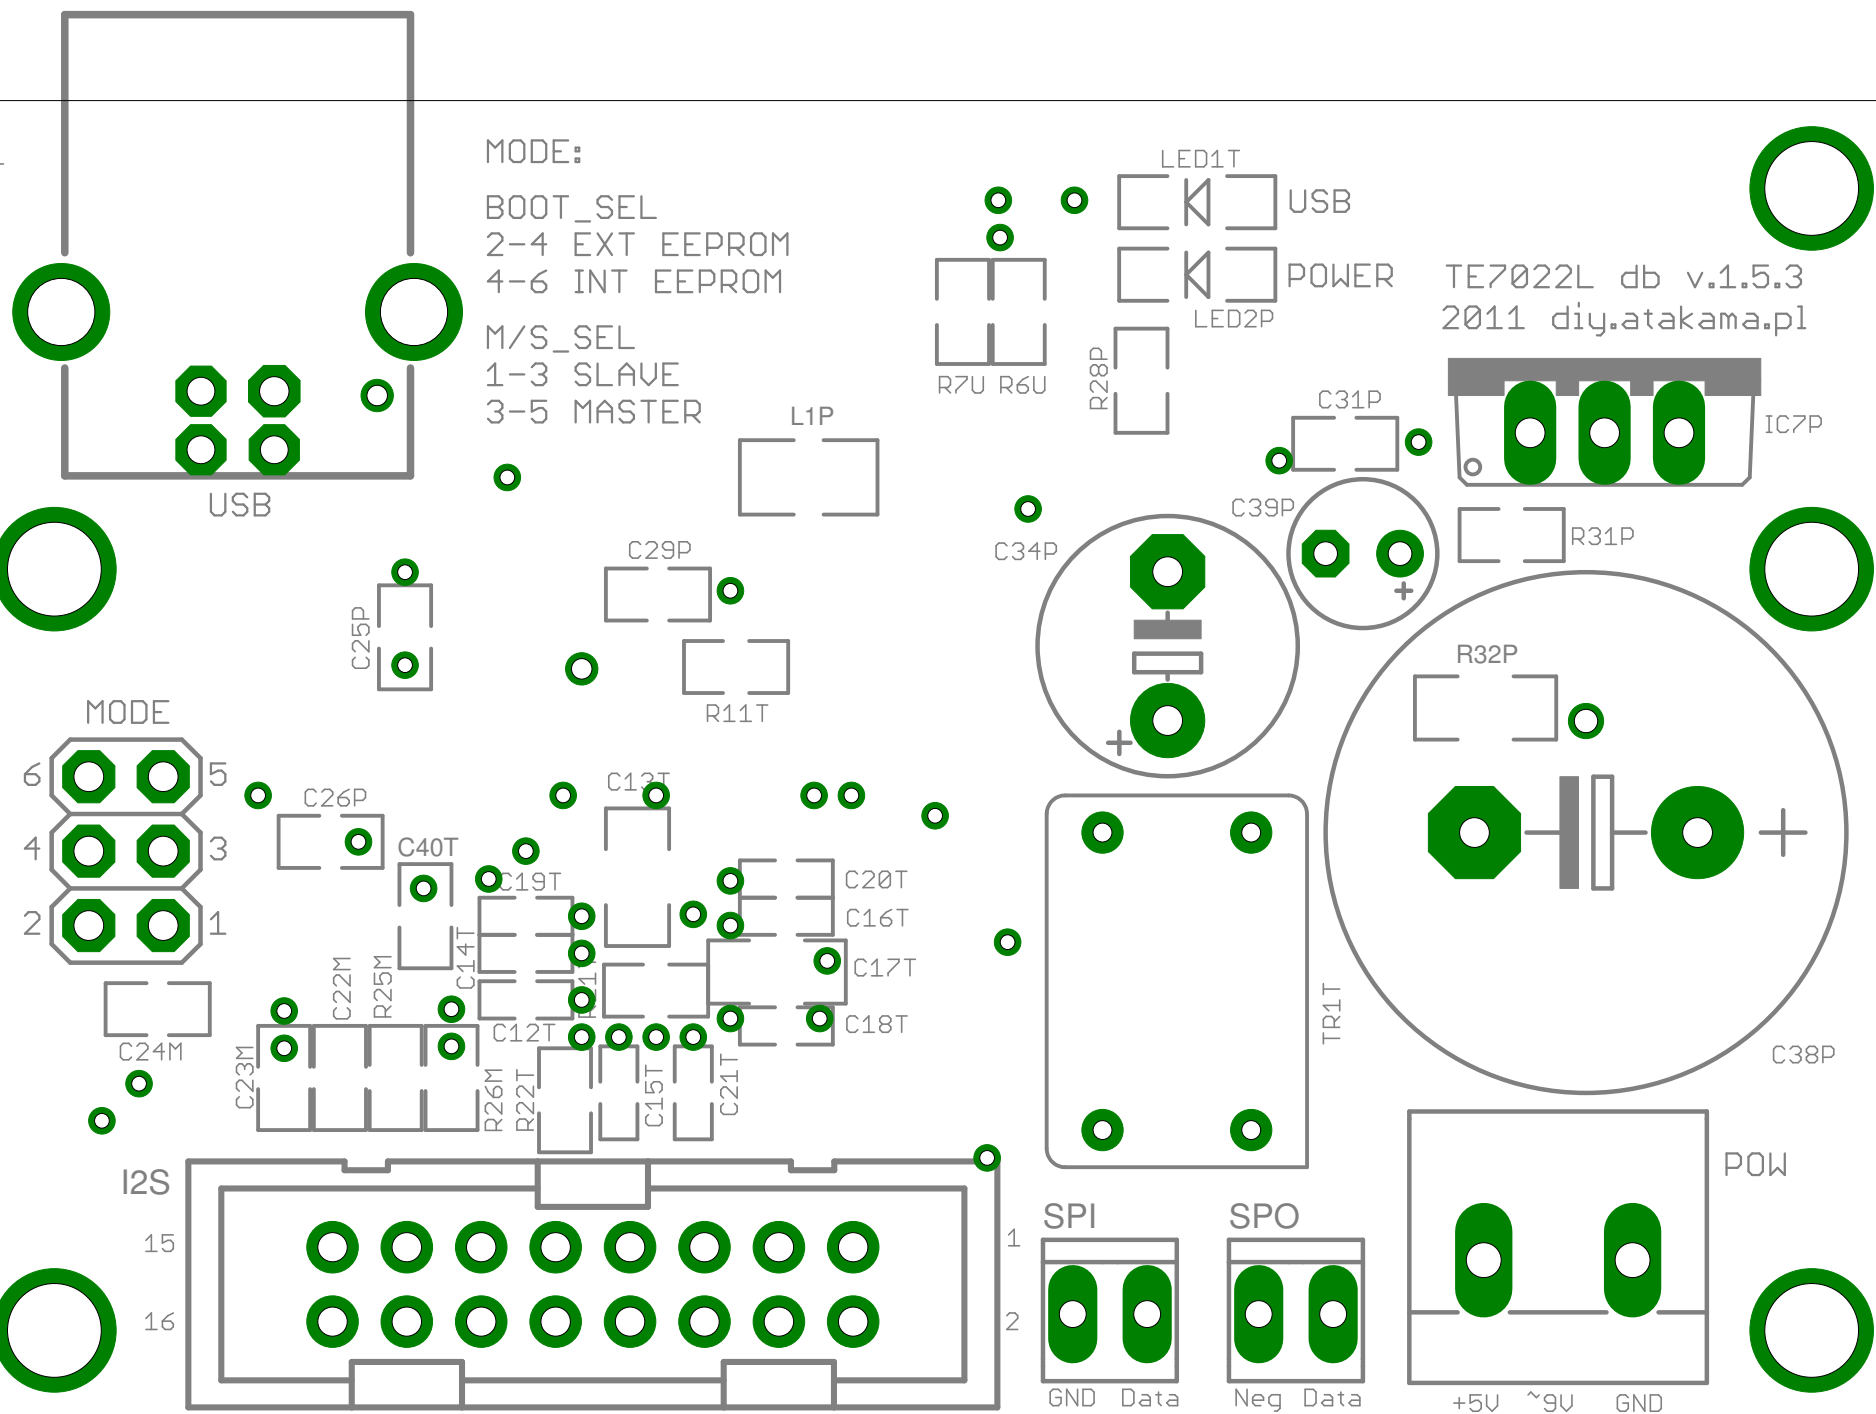 MODE:
BOOT_SEL
2-4 EXT EEPROM
4-6 INT EEPROM
M/S_SEL
1-3 SLAVE
3-5 MASTER
LED1T
USB
POWER
LED2P
TE7022L db v.1.5.3
2011 diy.atakama.pl
R7U R6U
R28P
L1P
C31P
IC7P
USB
C39P
C34P
R31P
C29P
C25P
R32P
R11T
MODE
6 5
4 3
2 1
C26P
C13T
C40T
C19T
C20T
C16T
C14T
C17T
C22M
R25M
C12T
C18T
TR1T
C24M
C23M
R26M
R22T
C15T
C21T
C38P
POW
I2S
SPI
SPO
15
1
16
2
GND Data
Neg Data
+5V ~9V GND